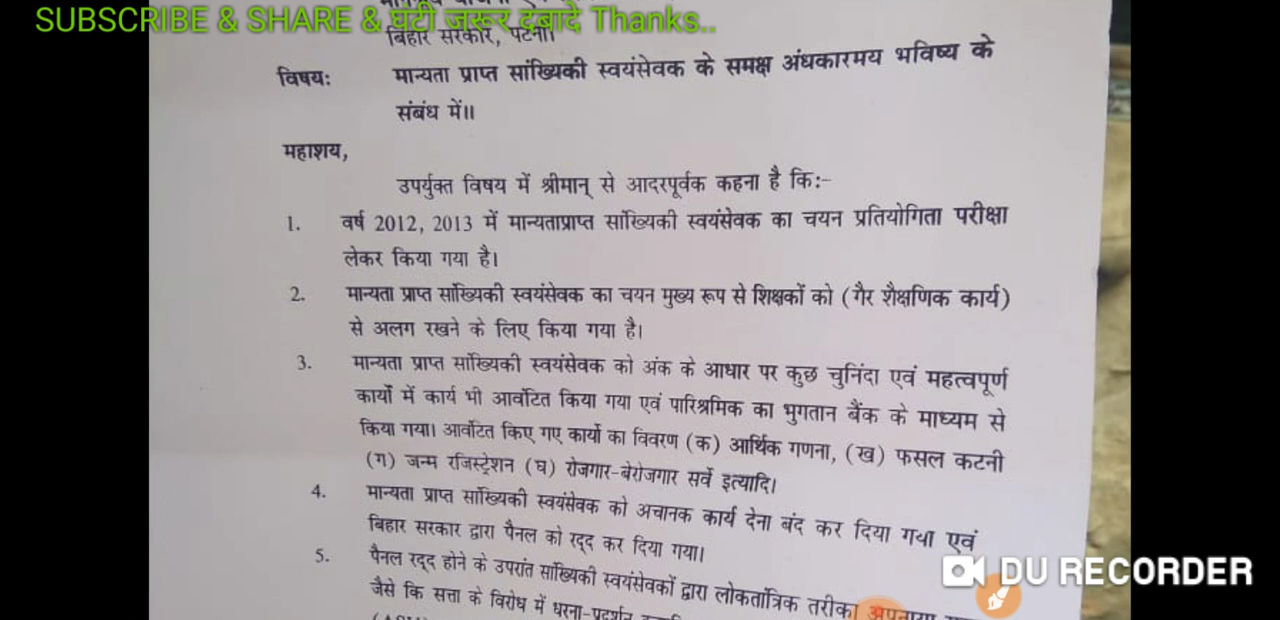 SUBSCRIBE & SHARE & घंटी जरूर दबादे Thanks..
बिहार सरकार, पटना।
विषयः मान्यता प्राप्त सांख्यिकी स्वयंसेवक के समक्ष अंधकारमय भविष्य के
संबंध में॥
महाशय,
उपर्युक्त विषय में श्रीमान् से आदरपूर्वक कहना है किः–
1. वर्ष 2012, 2013 में मान्यताप्राप्त सांख्यिकी स्वयंसेवक का चयन प्रतियोगिता परीक्षा
लेकर किया गया है।
2. मान्यता प्राप्त सांख्यिकी स्वयंसेवक का चयन मुख्य रूप से शिक्षकों को (गैर शैक्षणिक कार्य)
से अलग रखने के लिए किया गया है।
3. मान्यता प्राप्त सांख्यिकी स्वयंसेवक को अंक के आधार पर कुछ चुनिंदा एवं महत्वपूर्ण
कार्यों में कार्य भी आवंटित किया गया एवं पारिश्रमिक का भुगतान बैंक के माध्यम से
किया गया। आवंटित किए गए कार्यों का विवरण (क) आर्थिक गणना, (ख) फसल कटनी
(ग) जन्म रजिस्ट्रेशन (घ) रोजगार-बेरोजगार सर्वे इत्यादि।
4. मान्यता प्राप्त सांख्यिकी स्वयंसेवक को अचानक कार्य देना बंद कर दिया गया एवं
बिहार सरकार द्वारा पैनल को रद्द कर दिया गया।
5. पैनल रद्द होने के उपरांत सांख्यिकी स्वयंसेवकों द्वारा लोकतांत्रिक तरीका अपनाया
जैसे कि सत्ता के विरोध में धरना-प्रदर्शन
DU RECORDER